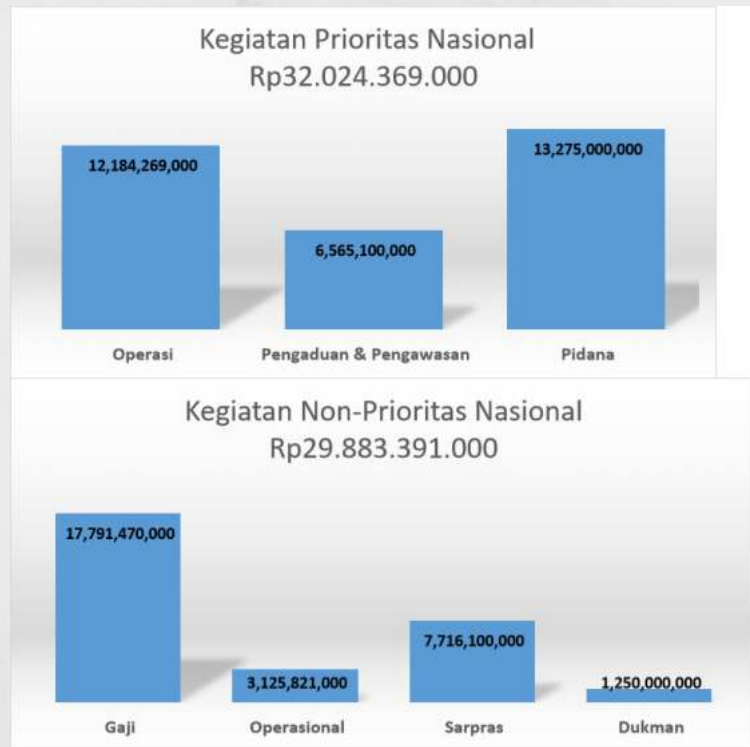 Kegiatan Prioritas Nasional
Rp32.024.369.000
12,184,269,000
6,565,100,000
13,275,000,000
Operasi
Pengaduan & Pengawasan
Pidana
Kegiatan Non-Prioritas Nasional
Rp29.883.391.000
17,791,470,000
3,125,821,000
7,716,100,000
1,250,000,000
Gaji
Operasional
Sarpras
Dukman